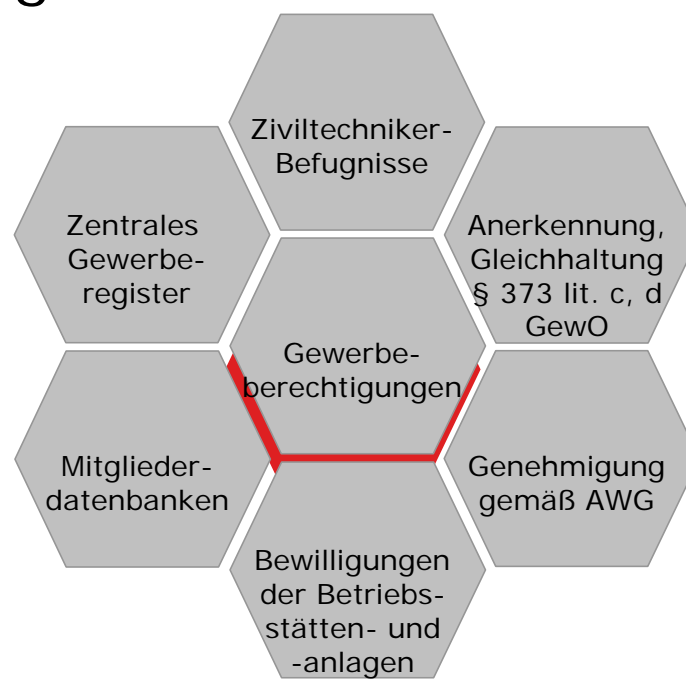 g
Ziviltechniker-
Befugnisse
Zentrales
Gewerbe-
register
Anerkennung,
Gleichhaltung
§ 373 lit. c, d
GewO
Gewerbe-
berechtigungen
Mitglieder-
datenbanken
Genehmigung
gemäß AWG
Bewilligungen
der Betriebs-
stätten- und
-anlagen